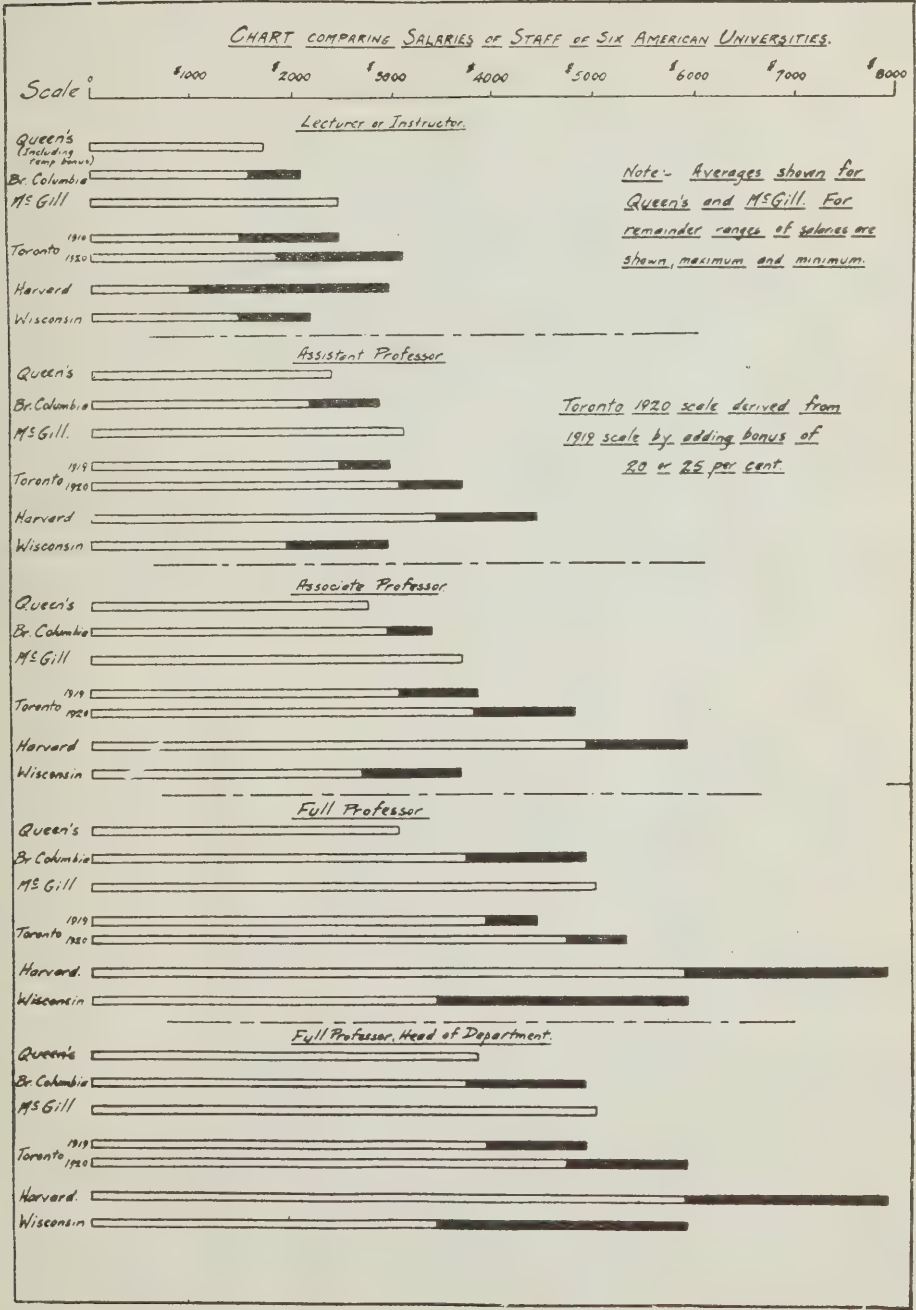 CHART COMPARING SALARIES OF STAFF OF SIX AMERICAN UNIVERSITIES.
Scale 0 $1000 $2000 $3000 $4000 $5000 $6000 $7000 $8000
Lecturer or Instructor.
Queen's
(Including
temp bonus)
Br. Columbia
McGill
Toronto 1919
1920
Harvard
Wisconsin
Note:- Averages shown for
Queen's and McGill. For
remainder ranges of salaries are
shown, maximum and minimum.
Assistant Professor
Queen's
Br. Columbia
McGill.
Toronto 1919
1920
Harvard
Wisconsin
Toronto 1920 scale derived from
1919 scale by adding bonus of
20 or 25 per cent.
Associate Professor
Queen's
Br. Columbia
McGill
Toronto 1919
1920
Harvard
Wisconsin
Full Professor
Queen's
Br Columbia
McGill
Toronto 1919
1920
Harvard.
Wisconsin
Full Professor, Head of Department.
Queen's
Br. Columbia
McGill
Toronto 1919
1920
Harvard.
Wisconsin